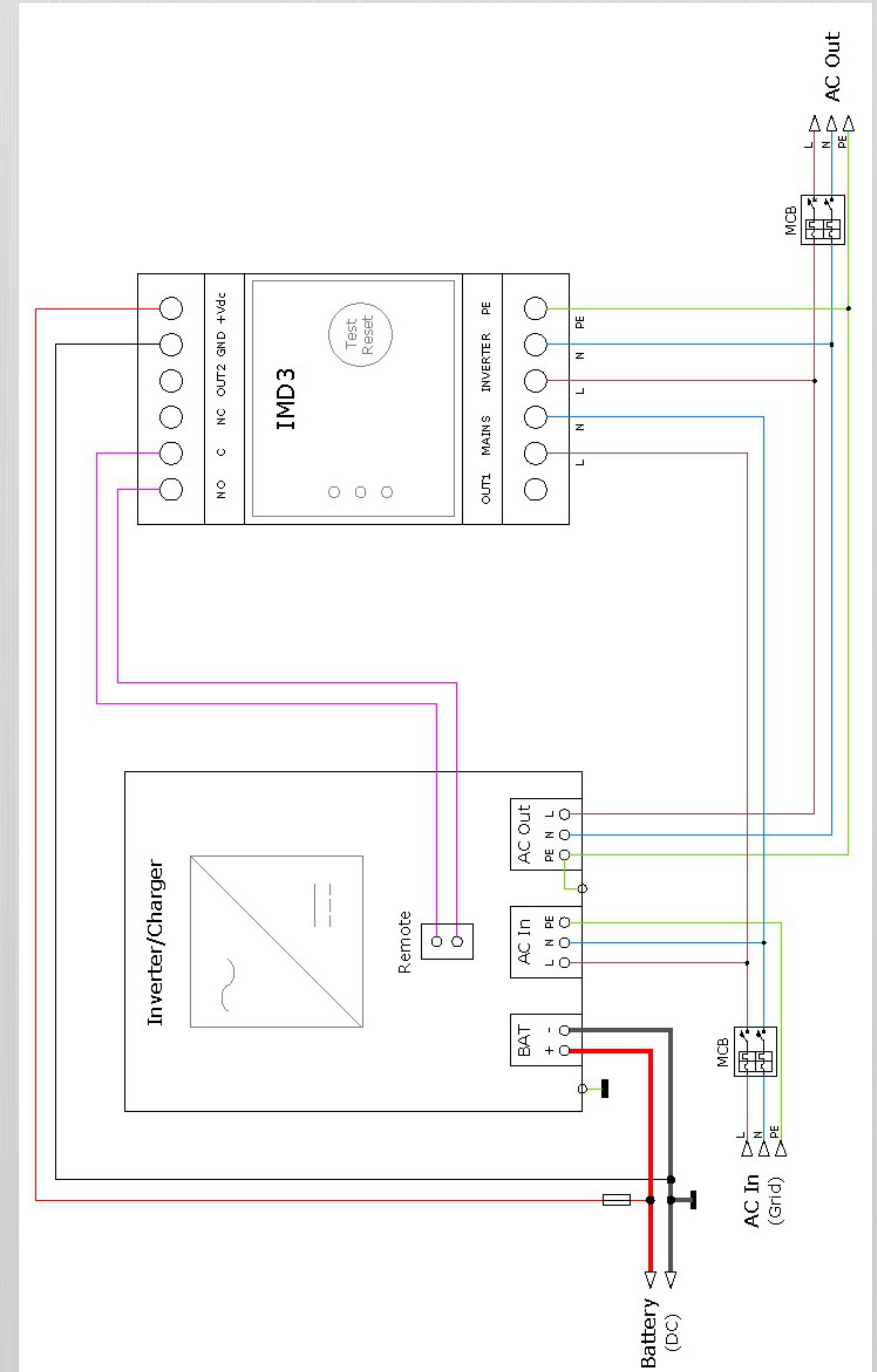 AC Out
L
N
PE
MCB
+Vdc
GND
OUT2
NC
C
NO
Test
Reset
IMD3
PE
INVERTER
MAINS
OUT1
PE
N
L
N
L
Inverter/Charger
Remote
AC Out
L
N
PE
AC In
PE
N
L
BAT
-
+
MCB
L
N
PE
AC In
(Grid)
Battery
(DC)